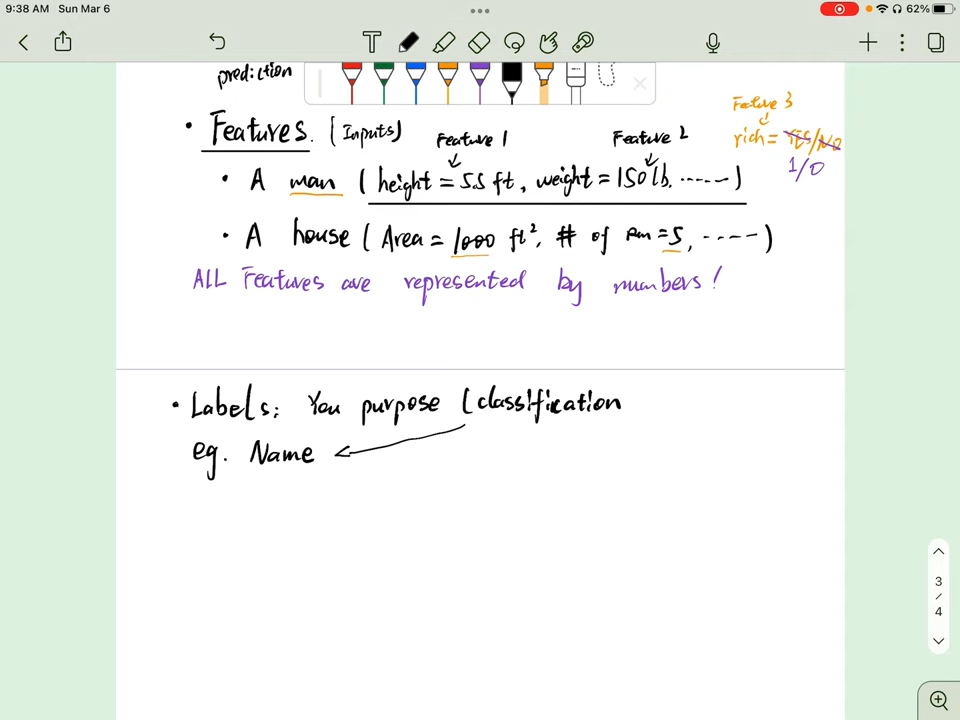 9:38 AM Sun Mar 6
62%
prediction
Features. (Inputs)
Feature 1
Feature 2
Feature 3
rich = YES/NO
1/0
• A man (height = 5.5 ft, weight = 150 lb. ......)
• A house (Area = 1000 ft², # of Rm = 5, ....)
ALL Features are represented by numbers!
• Labels: You purpose (classification
eg. Name
3
/
4